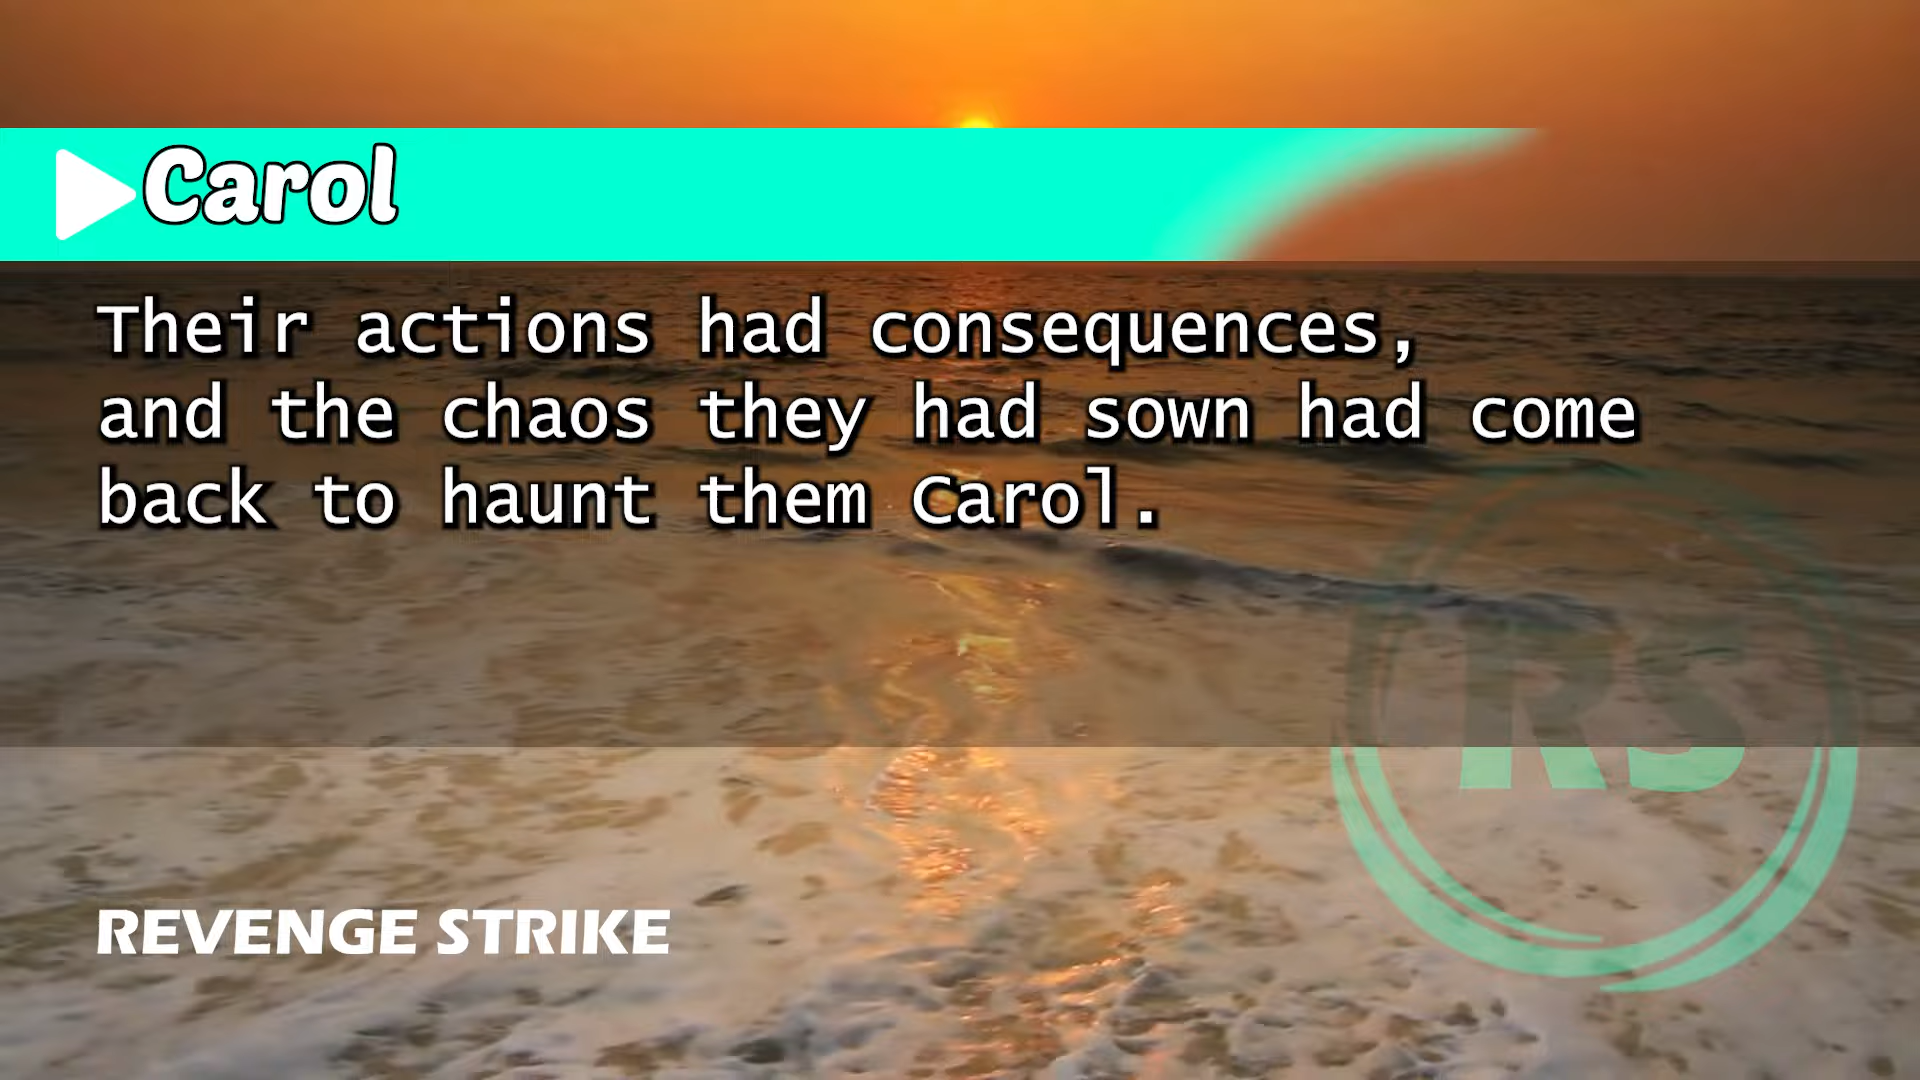 Carol
Their actions had consequences,
and the chaos they had sown had come
back to haunt them Carol.
RS
REVENGE STRIKE